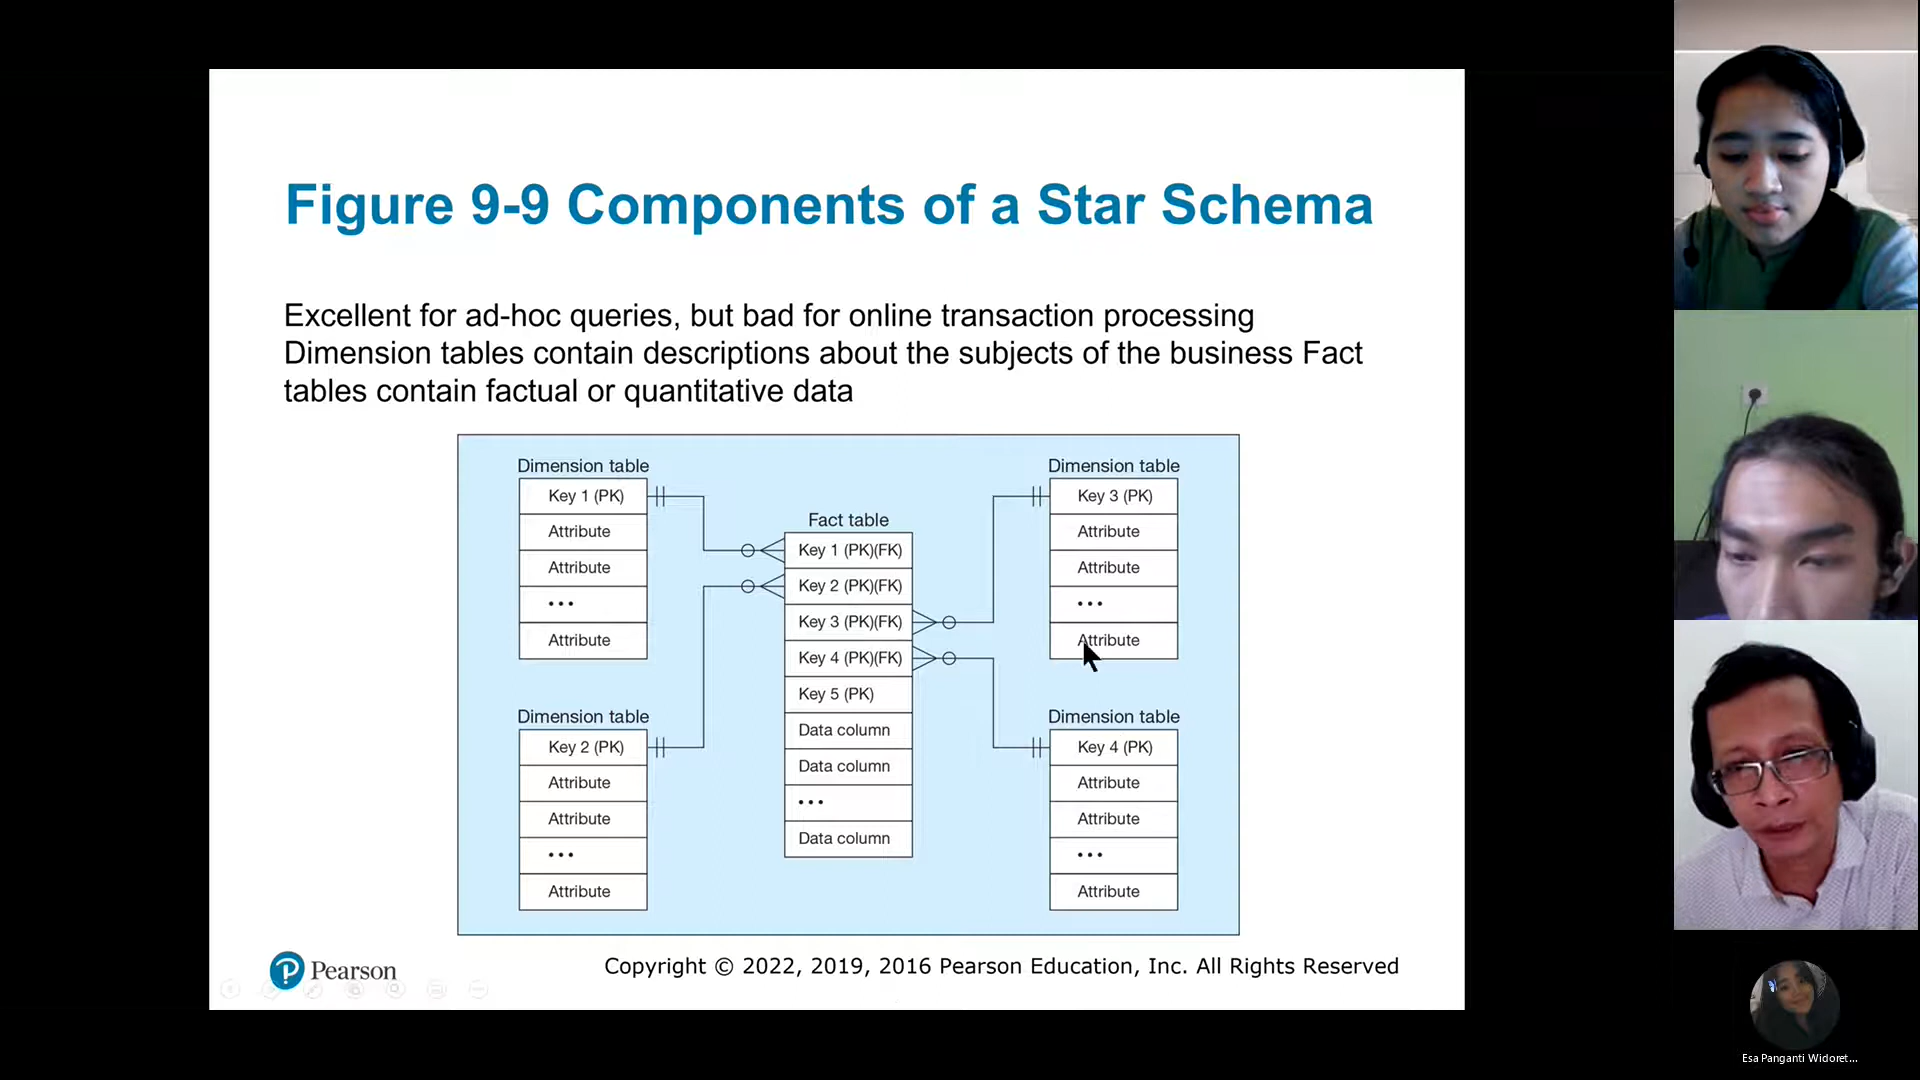 Figure 9-9 Components of a Star Schema
Excellent for ad-hoc queries, but bad for online transaction processing
Dimension tables contain descriptions about the subjects of the business Fact
tables contain factual or quantitative data
Dimension table
Key 1 (PK)
Attribute
Attribute
•••
Attribute
Dimension table
Key 2 (PK)
Attribute
Attribute
•••
Attribute
Fact table
Key 1 (PK)(FK)
Key 2 (PK)(FK)
Key 3 (PK)(FK)
Key 4 (PK)(FK)
Key 5 (PK)
Data column
Data column
•••
Data column
Dimension table
Key 3 (PK)
Attribute
Attribute
•••
Attribute
Dimension table
Key 4 (PK)
Attribute
Attribute
•••
Attribute
Pearson
Copyright © 2022, 2019, 2016 Pearson Education, Inc. All Rights Reserved
Esa Panganti Widoret...